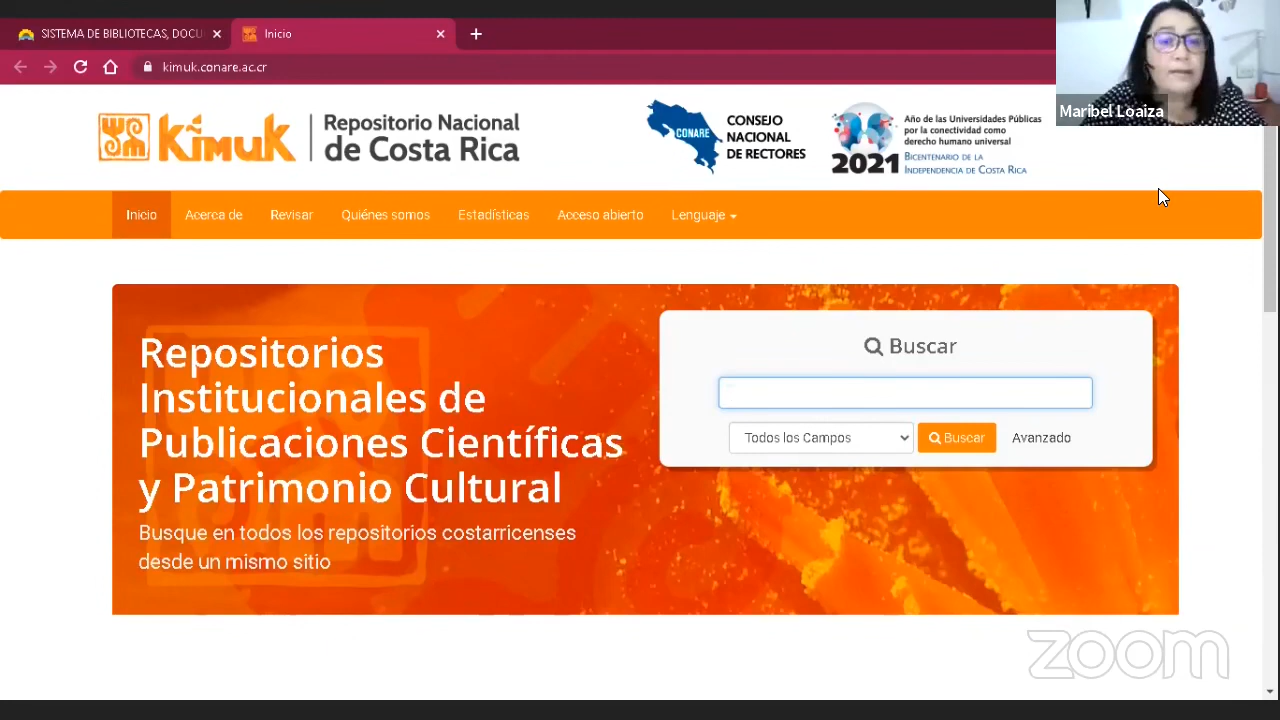 SISTEMA DE BIBLIOTECAS, DOCU
Inicio
kimuk.conare.ac.cr
Maribel Loaiza
Kímuk
Repositorio Nacional
de Costa Rica
CONARE
CONSEJO
NACIONAL
DE RECTORES
2021
Año de las Universidades Públicas
por la conectividad como
derecho humano universal
BICENTENARIO DE LA
INDEPENDENCIA DE COSTA RICA
Inicio
Acerca de
Revisar
Quiénes somos
Estadísticas
Acceso abierto
Lenguaje
Repositorios
Institucionales de
Publicaciones Científicas
y Patrimonio Cultural
Busque en todos los repositorios costarricenses
desde un mismo sitio
Buscar
Todos los Campos
Buscar
Avanzado
zoom